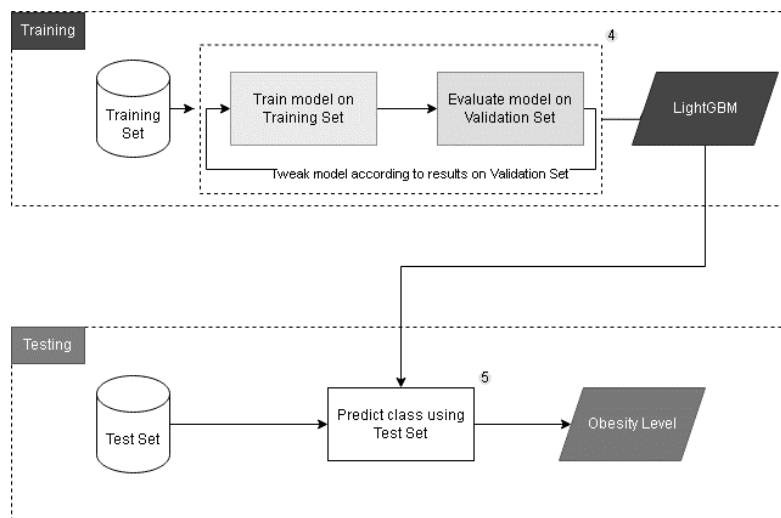 Training
4
Training
Set
Train model on
Training Set
Evaluate model on
Validation Set
LightGBM
Tweak model according to results on Validation Set
Testing
5
Test Set
Predict class using
Test Set
Obesity Level